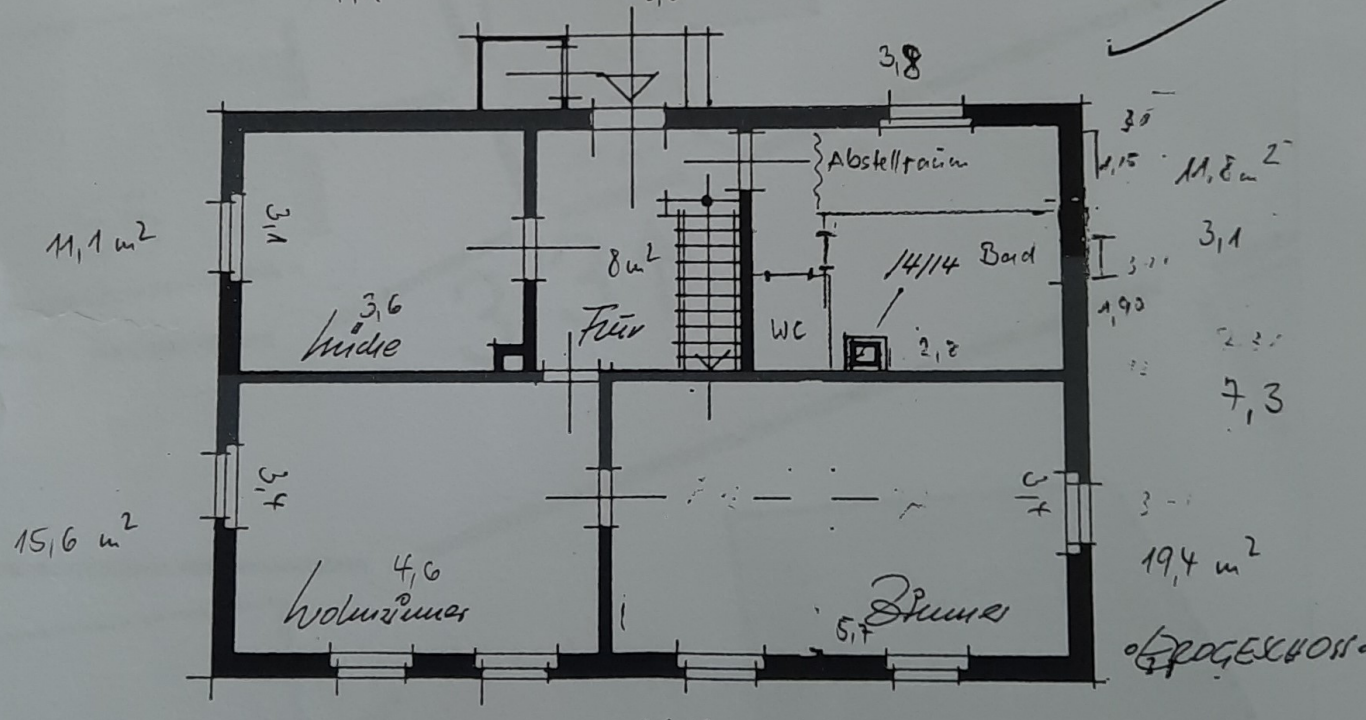 3,8
Abstellraum
1,15
11,8 m²
3,1
11,1 m²
3,1
8 m²
14/14
Bad
1,90
3,6
Küche
Flur
WC
2,8
7,3
3,4
3,4
15,6 m²
19,4 m²
4,6
Wohnzimmer
Zimmer
5,7
ERDGESCHOSS